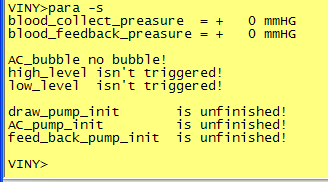 VINY>para -s
blood_collect_preasure  = +   0 mmHG
blood_feedback_preasure = +   0 mmHG
AC_bubble no bubble!
high_level isn't triggered!
low_level  isn't triggered!
draw_pump_init       is unfinished!
AC_pump_init         is unfinished!
feed_back_pump_init  is unfinished!
VINY>